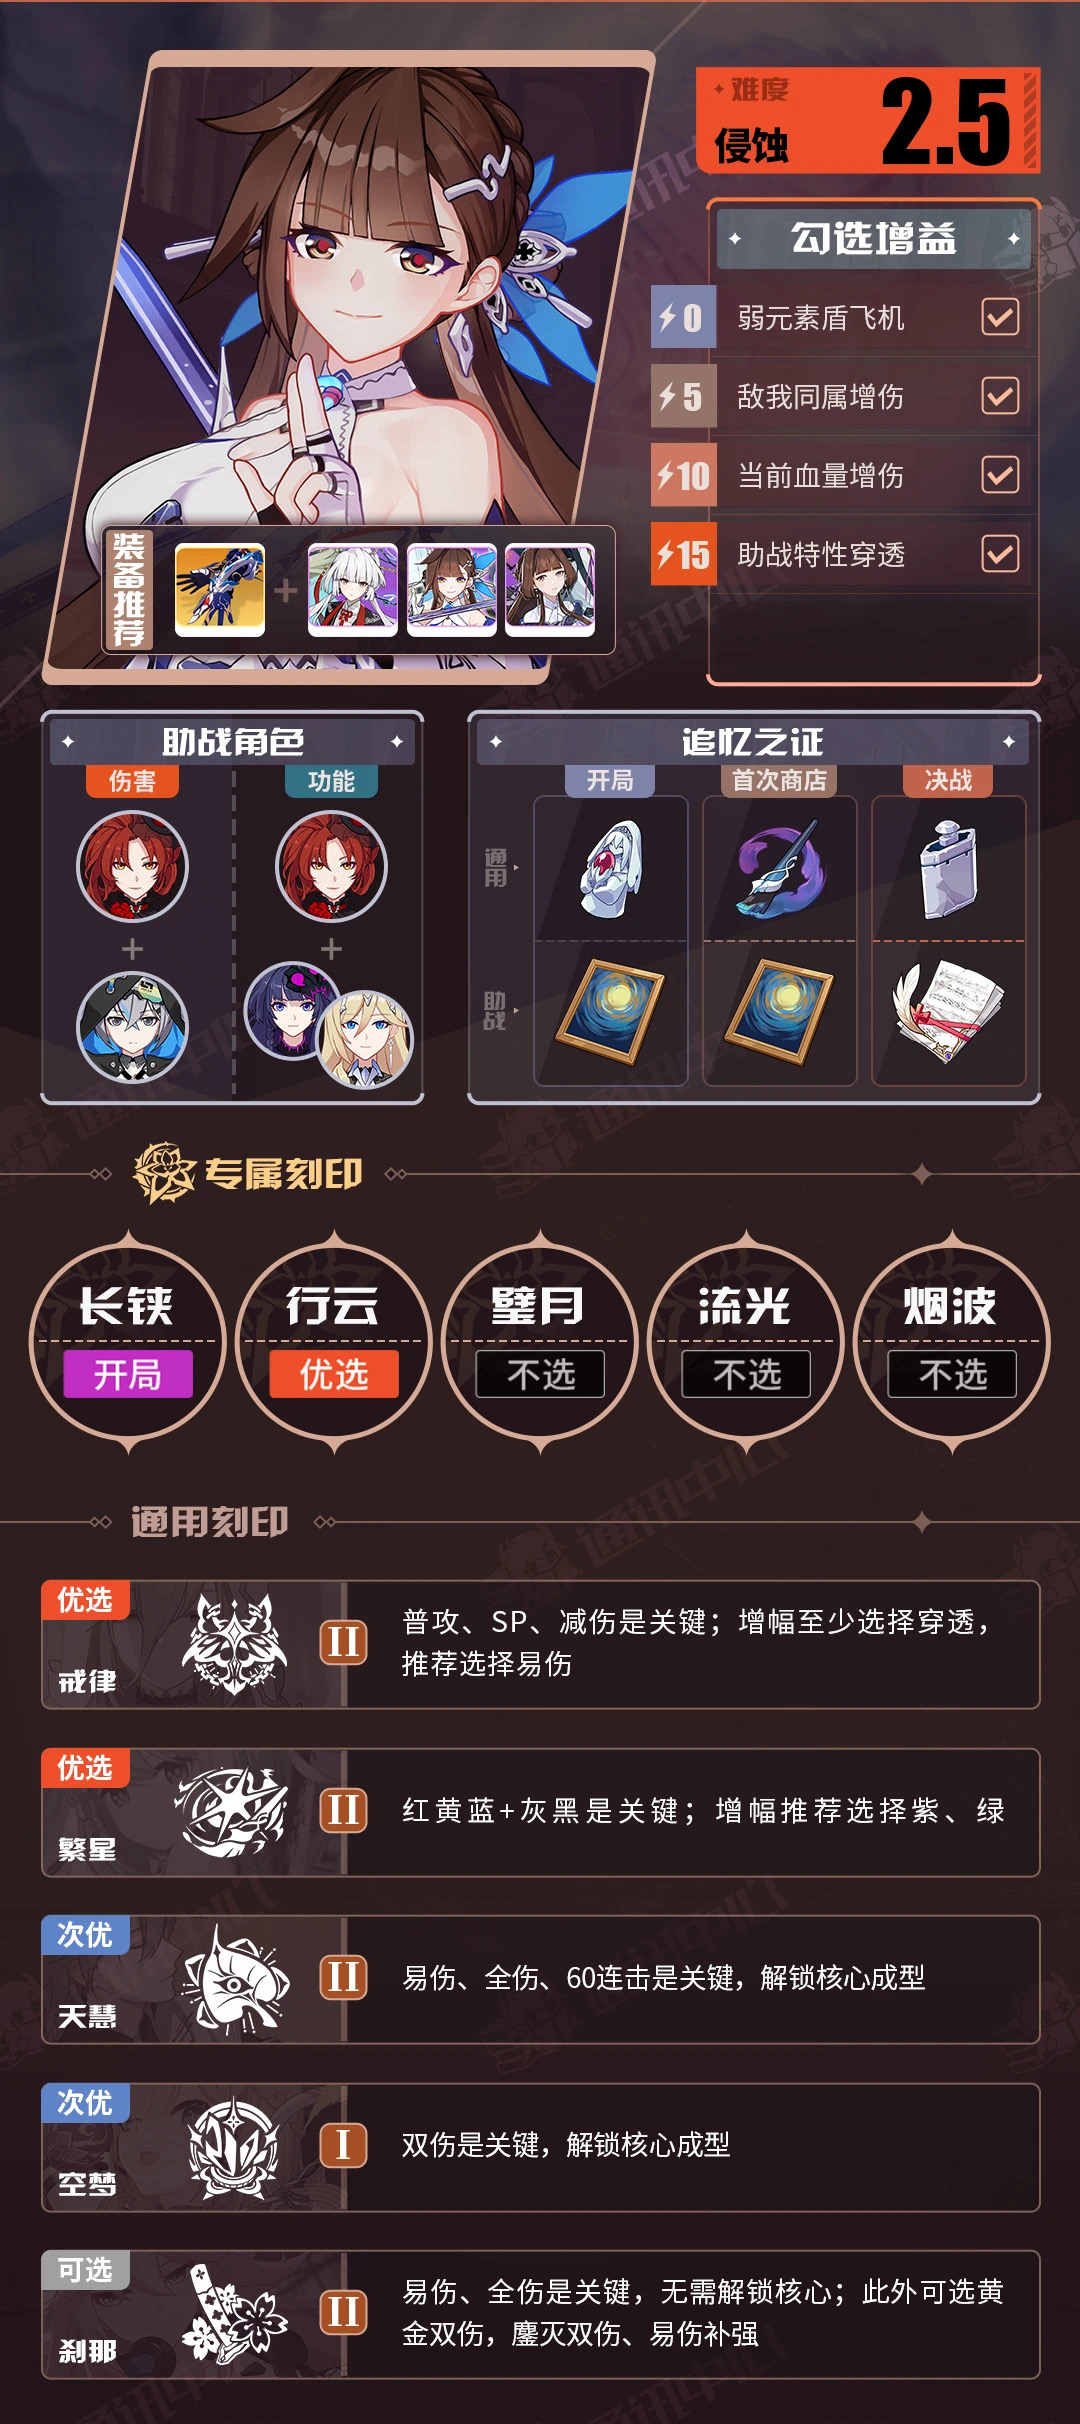 难度
侵蚀
2.5
勾选增益
0 弱元素盾飞机
5 敌我同属增伤
10 当前血量增伤
15 助战特性穿透
装备推荐
助战角色
伤害 功能
追忆之证
开局 首次商店 决战
通用
助战
专属刻印
长铗 行云 璧月 流光 烟波
开局 优选 不选 不选 不选
通用刻印
优选
戒律
II
普攻、SP、减伤是关键；增幅至少选择穿透，
推荐选择易伤
优选
繁星
II
红黄蓝+灰黑是关键；增幅推荐选择紫、绿
次优
天慧
II
易伤、全伤、60连击是关键，解锁核心成型
次优
空梦
I
双伤是关键，解锁核心成型
可选
刹那
II
易伤、全伤是关键，无需解锁核心；此外可选黄
金双伤，鏖灭双伤、易伤补强
通讯中心